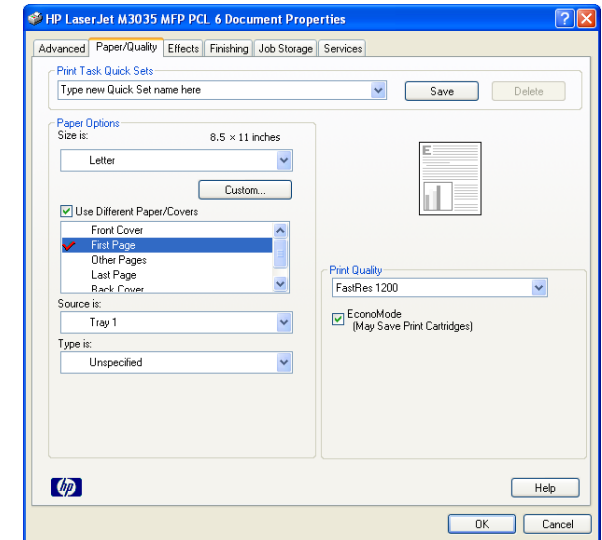 HP LaserJet M3035 MFP PCL 6 Document Properties
Advanced Paper/Quality Effects Finishing Job Storage Services
Print Task Quick Sets
Type new Quick Set name here Save Delete
Paper Options
Size is: 8.5 × 11 inches
Letter
Custom...
Use Different Paper/Covers
Front Cover
First Page
Other Pages
Last Page
Back Cover
Source is:
Tray 1
Type is:
Unspecified
E
Print Quality
FastRes 1200
EconoMode
(May Save Print Cartridges)
hp
Help
OK Cancel